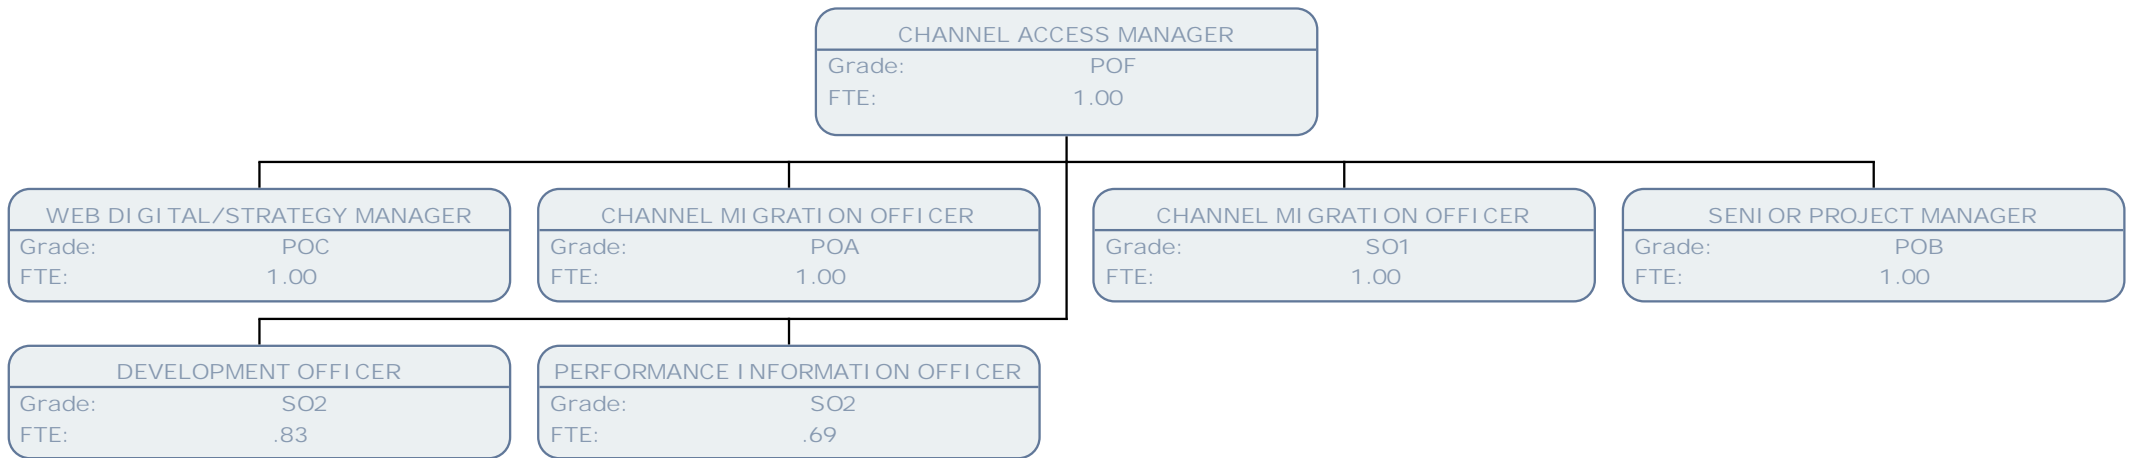 CHANNEL ACCESS MANAGER
Grade: POF
FTE: 1.00
WEB DIGITAL/STRATEGY MANAGER
Grade: POC
FTE: 1.00
CHANNEL MIGRATION OFFICER
Grade: POA
FTE: 1.00
CHANNEL MIGRATION OFFICER
Grade: SO1
FTE: 1.00
SENIOR PROJECT MANAGER
Grade: POB
FTE: 1.00
DEVELOPMENT OFFICER
Grade: SO2
FTE: .83
PERFORMANCE INFORMATION OFFICER
Grade: SO2
FTE: .69